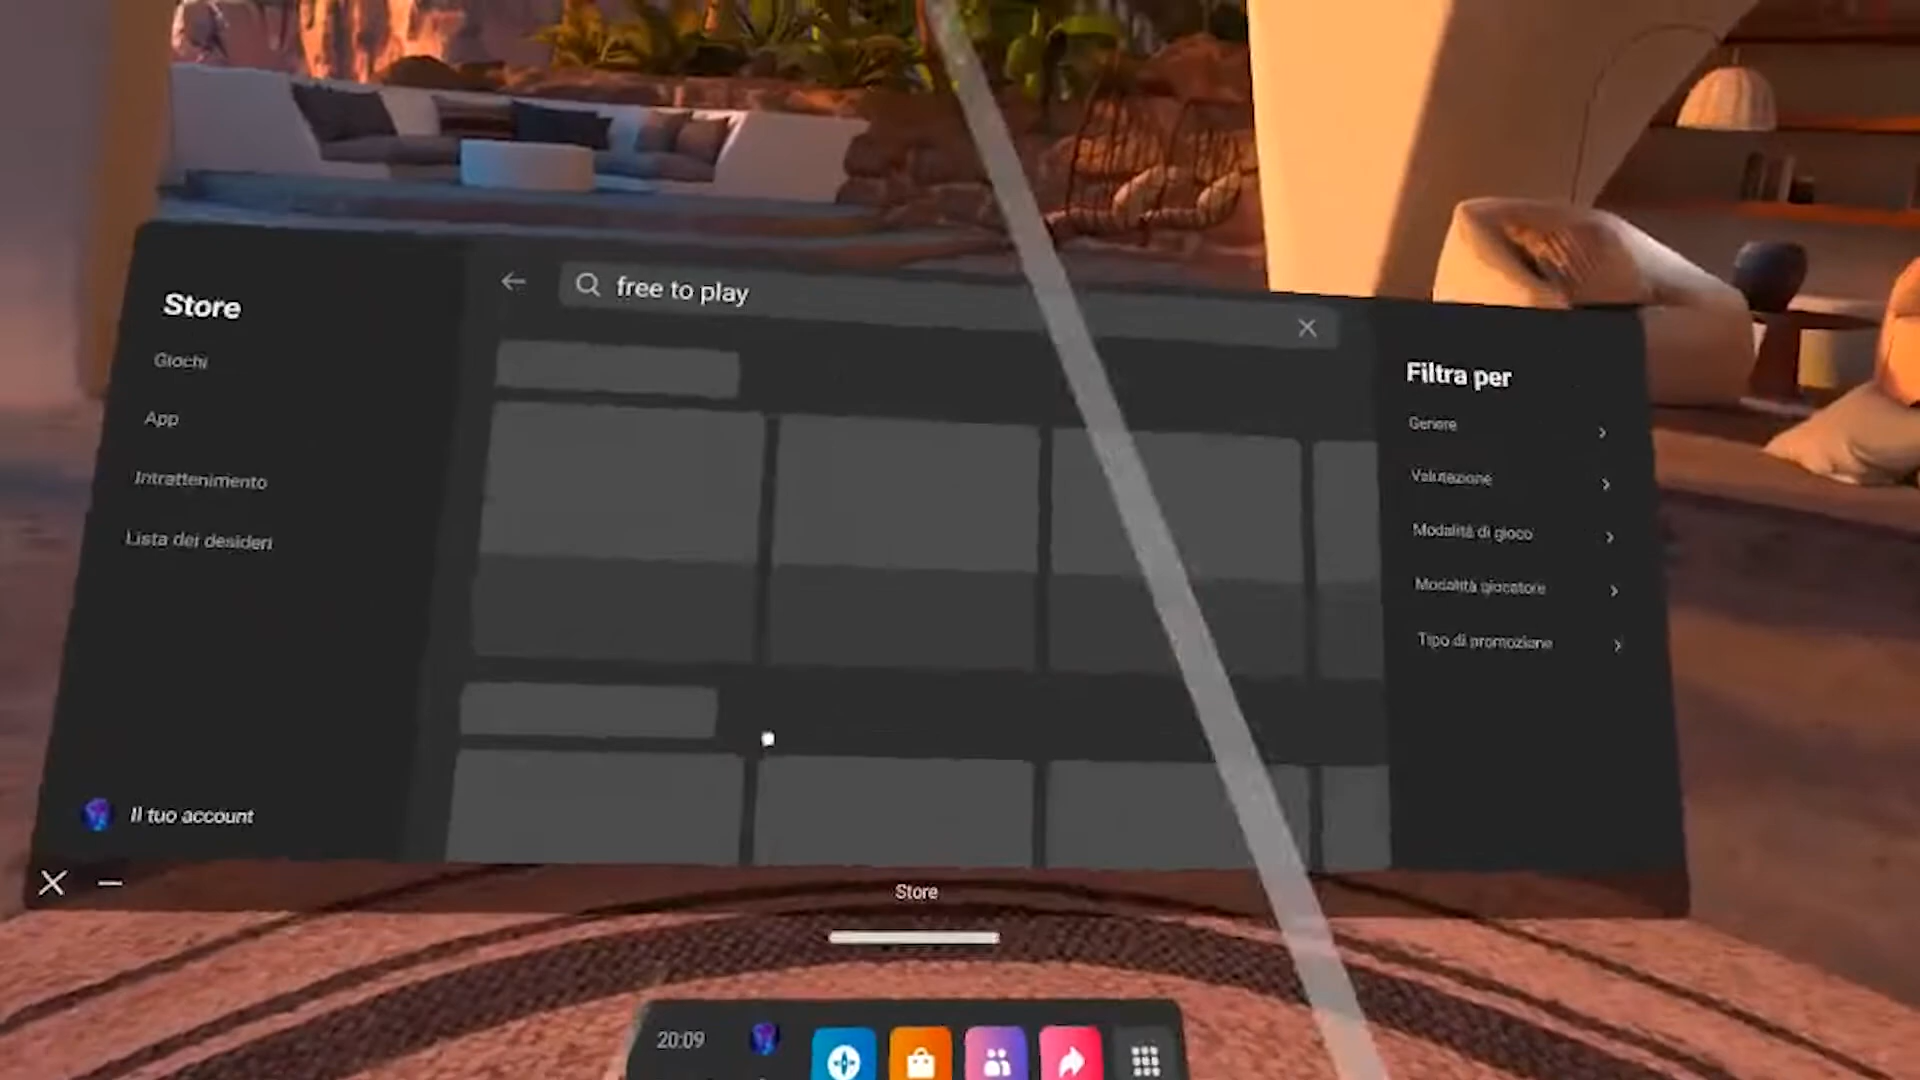 Store
Giochi
App
Intrattenimento
Lista dei desideri
Il tuo account
free to play
Filtra per
Genere
Valutazione
Modalità di gioco
Modalità giocatore
Tipo di promozione
Store
20:09